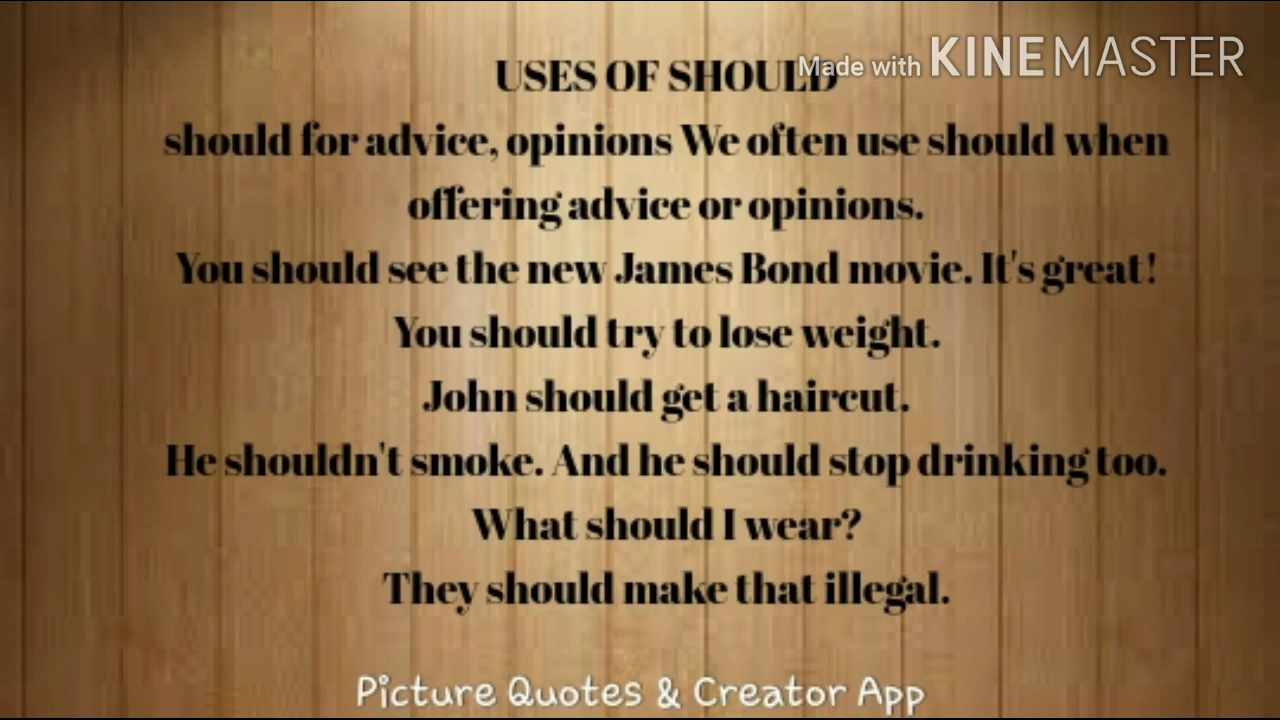 Made with KINEMASTER
USES OF SHOULD
should for advice, opinions We often use should when
offering advice or opinions.
You should see the new James Bond movie. It's great!
You should try to lose weight.
John should get a haircut.
He shouldn't smoke. And he should stop drinking too.
What should I wear?
They should make that illegal.
Picture Quotes & Creator App